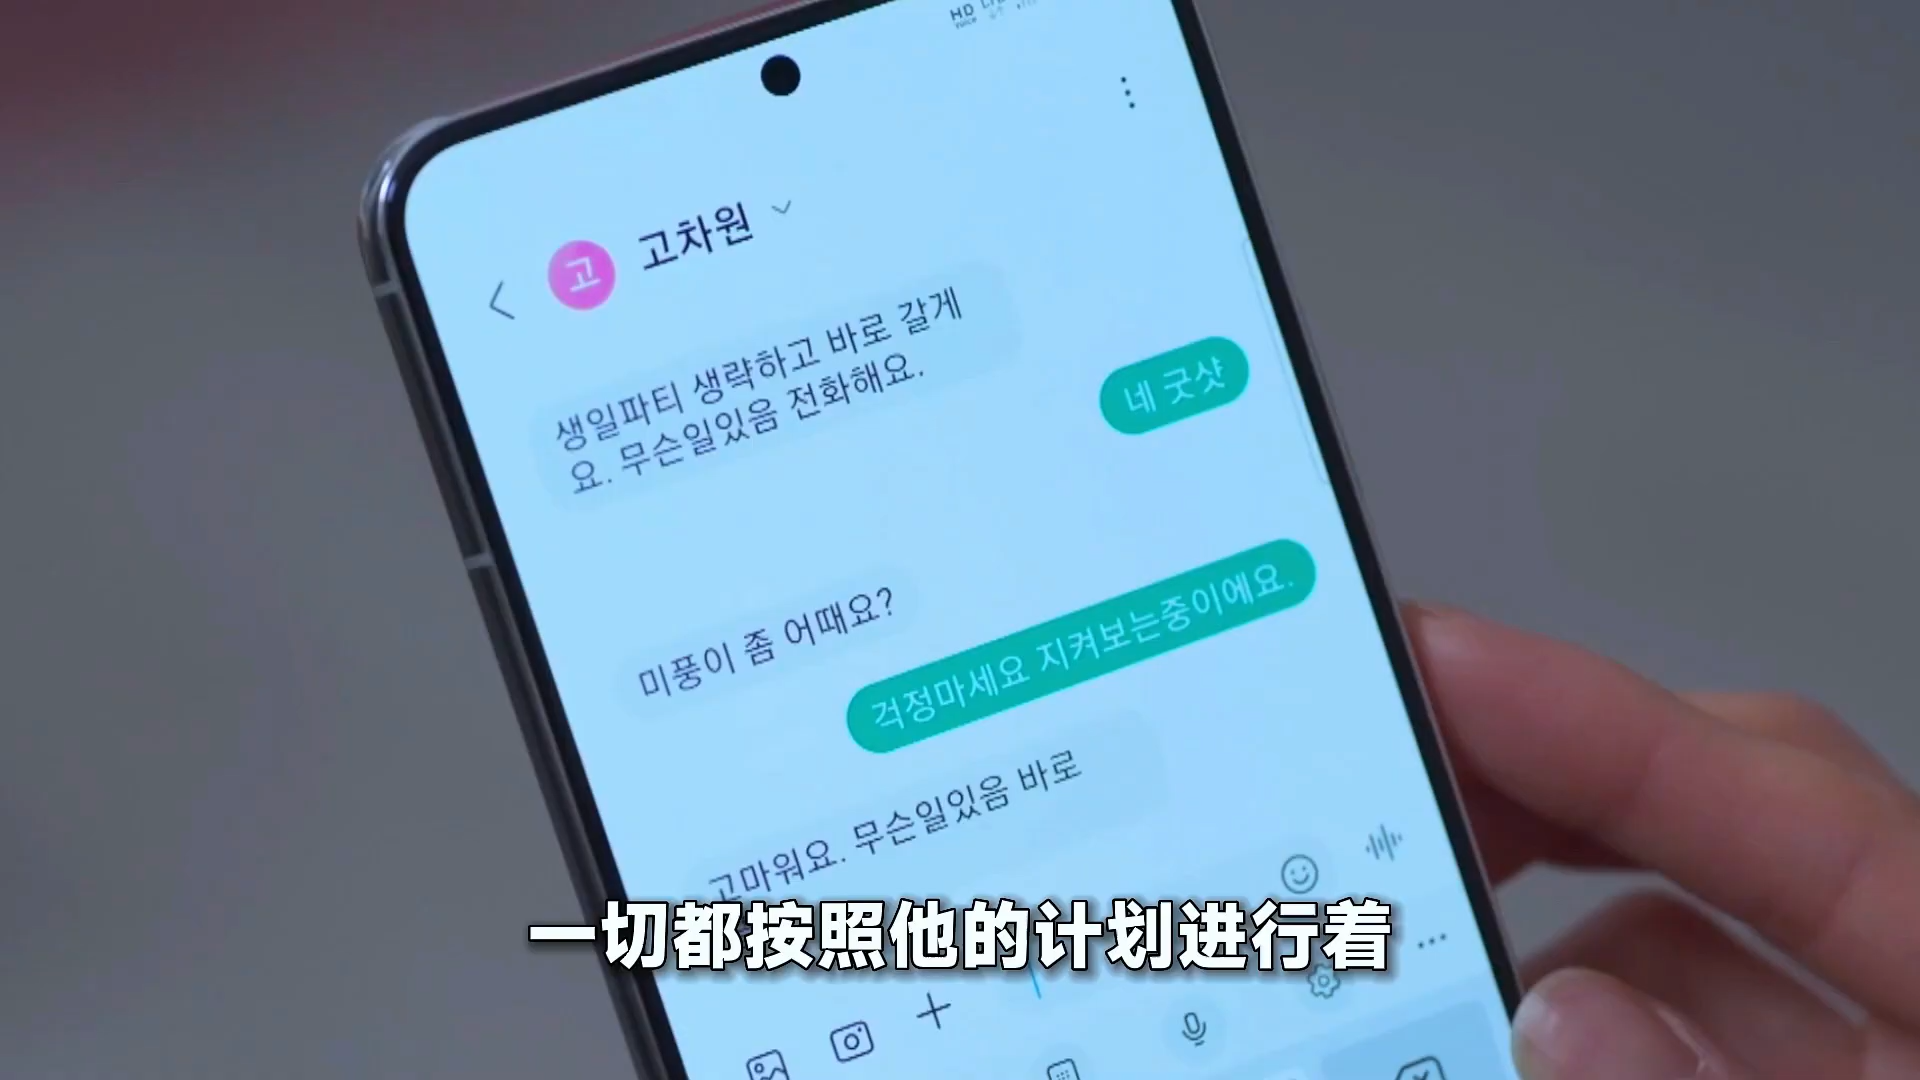 HD
voice
고
고차원
생일파티 생략하고 바로 갈게
요. 무슨일있음 전화해요.
네 굿샷
미풍이 좀 어때요?
걱정마세요 지켜보는중이에요.
고마워요. 무슨일있음 바로
一切都按照他的计划进行着